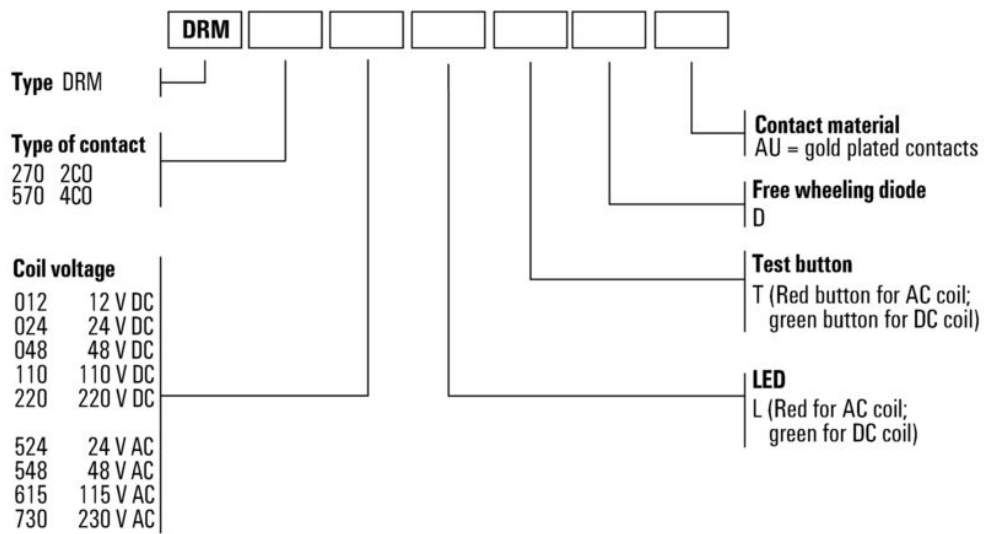 DRM
Type DRM
Type of contact
270 2CO
570 4CO
Coil voltage
012 12 V DC
024 24 V DC
048 48 V DC
110 110 V DC
220 220 V DC
524 24 V AC
548 48 V AC
615 115 V AC
730 230 V AC
Contact material
AU = gold plated contacts
Free wheeling diode
D
Test button
T (Red button for AC coil;
green button for DC coil)
LED
L (Red for AC coil;
green for DC coil)